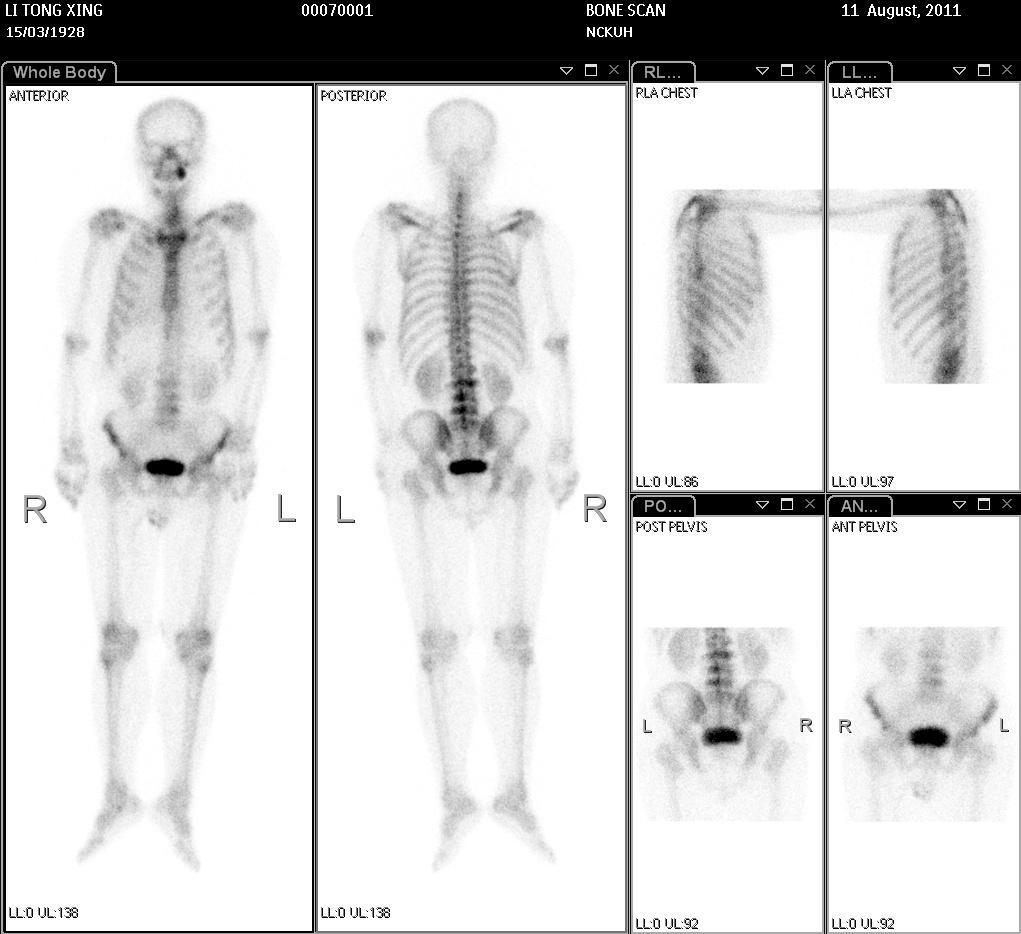 LI TONG XING 00070001 BONE SCAN 11 August, 2011
15/03/1928 NCKUH
Whole Body
ANTERIOR
R L
LL:0 UL:138
POSTERIOR
L R
LL:0 UL:138
RL...
RLA CHEST
LL:0 UL:86
LL...
LLA CHEST
LL:0 UL:97
PO...
POST PELVIS
L R
LL:0 UL:92
AN...
ANT PELVIS
R L
LL:0 UL:92